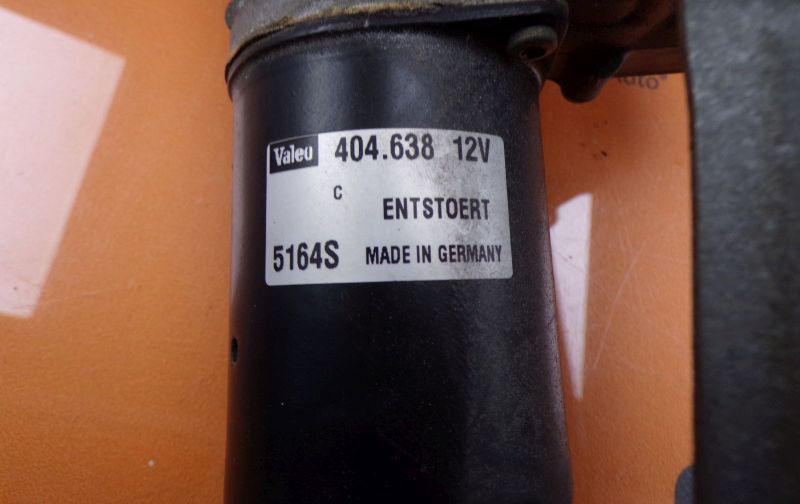 Valeo 404.638 12V
C
ENTSTOERT
5164S MADE IN GERMANY